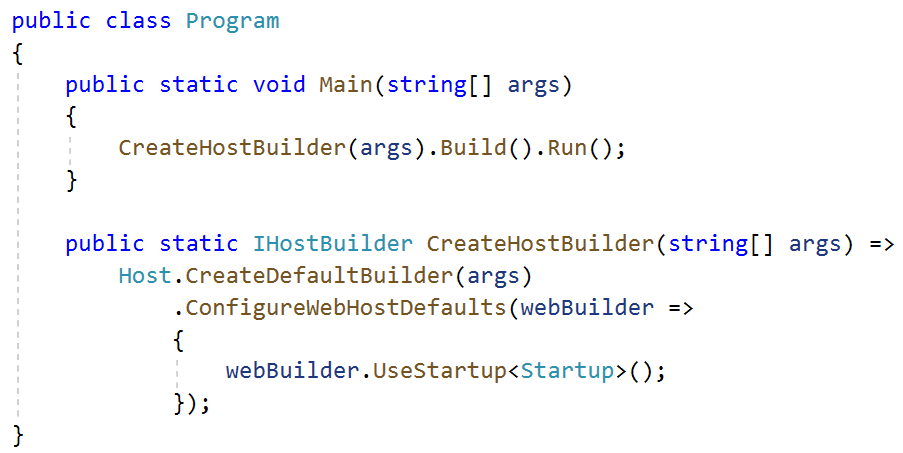 public class Program
{
    public static void Main(string[] args)
    {
        CreateHostBuilder(args).Build().Run();
    }

    public static IHostBuilder CreateHostBuilder(string[] args) =>
        Host.CreateDefaultBuilder(args)
            .ConfigureWebHostDefaults(webBuilder =>
            {
                webBuilder.UseStartup<Startup>();
            });
}